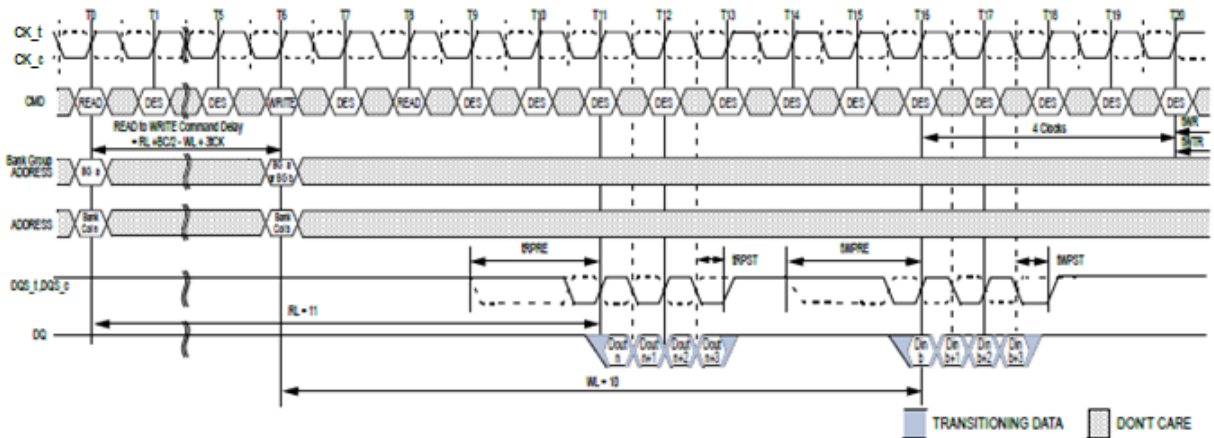 T0 T1 T5 T6 T7 T8 T9 T10 T11 T12 T13 T14 T15 T16 T17 T18 T19 T20
CK_t
CK_c
CMD READ DES DES WRITE DES READ DES DES DES DES DES DES DES DES DES DES DES DES
READ to WRITE Command Delay
= RL +BC/2 - WL + 3tCK
4 Clocks
tWR
tWTR
Bank Group
ADDRESS
BG a
BG a
or BG b
ADDRESS
Bank
Col n
Bank
Col b
tRPRE
tRPST
tWPRE
tWPST
DQS_t,DQS_c
RL = 11
DQ
Dout
n
Dout
n+1
Dout
n+2
Dout
n+3
Din
b
Din
b+1
Din
b+2
Din
b+3
WL = 10
TRANSITIONING DATA
DON'T CARE